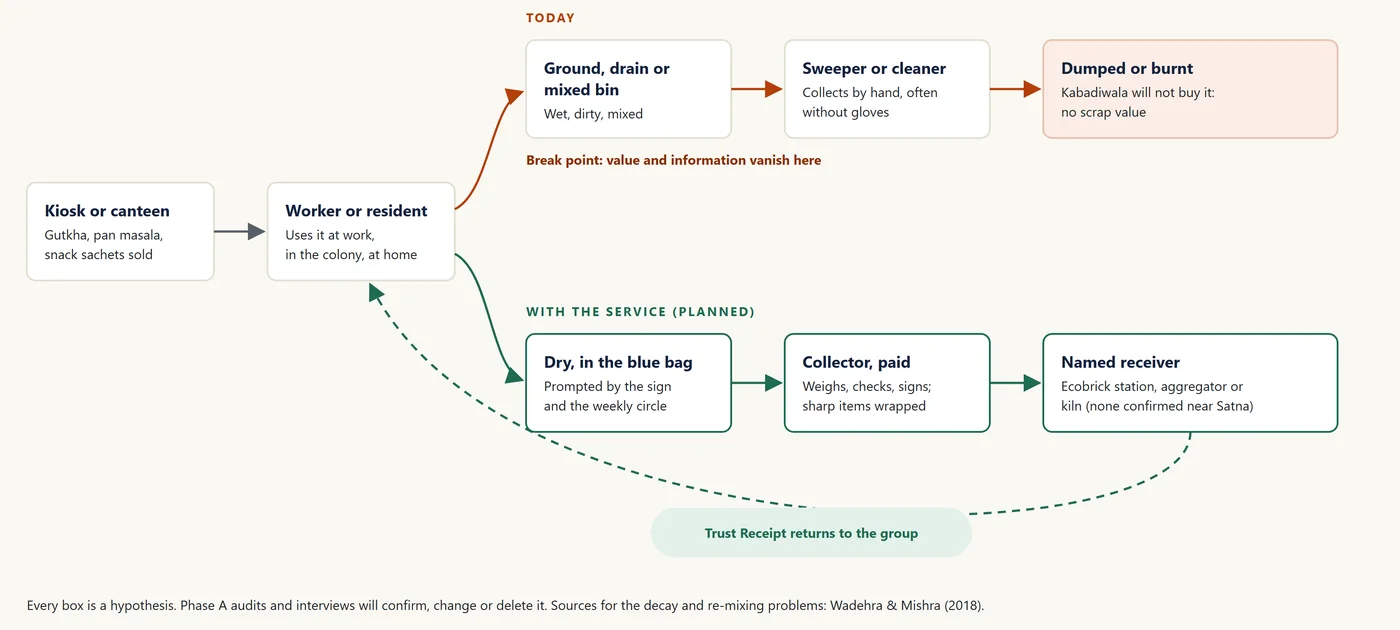 TODAY
Ground, drain or
mixed bin
Wet, dirty, mixed
Sweeper or cleaner
Collects by hand, often
without gloves
Dumped or burnt
Kabadiwala will not buy it:
no scrap value
Break point: value and information vanish here
Kiosk or canteen
Gutkha, pan masala,
snack sachets sold
Worker or resident
Uses it at work,
in the colony, at home
WITH THE SERVICE (PLANNED)
Dry, in the blue bag
Prompted by the sign
and the weekly circle
Collector, paid
Weighs, checks, signs;
sharp items wrapped
Named receiver
Ecobrick station, aggregator or
kiln (none confirmed near Satna)
Trust Receipt returns to the group
Every box is a hypothesis. Phase A audits and interviews will confirm, change or delete it. Sources for the decay and re-mixing problems: Wadehra & Mishra (2018).